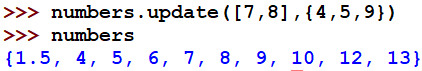 >>> numbers.update([7,8],{4,5,9})
>>> numbers
{1.5, 4, 5, 6, 7, 8, 9, 10, 12, 13}